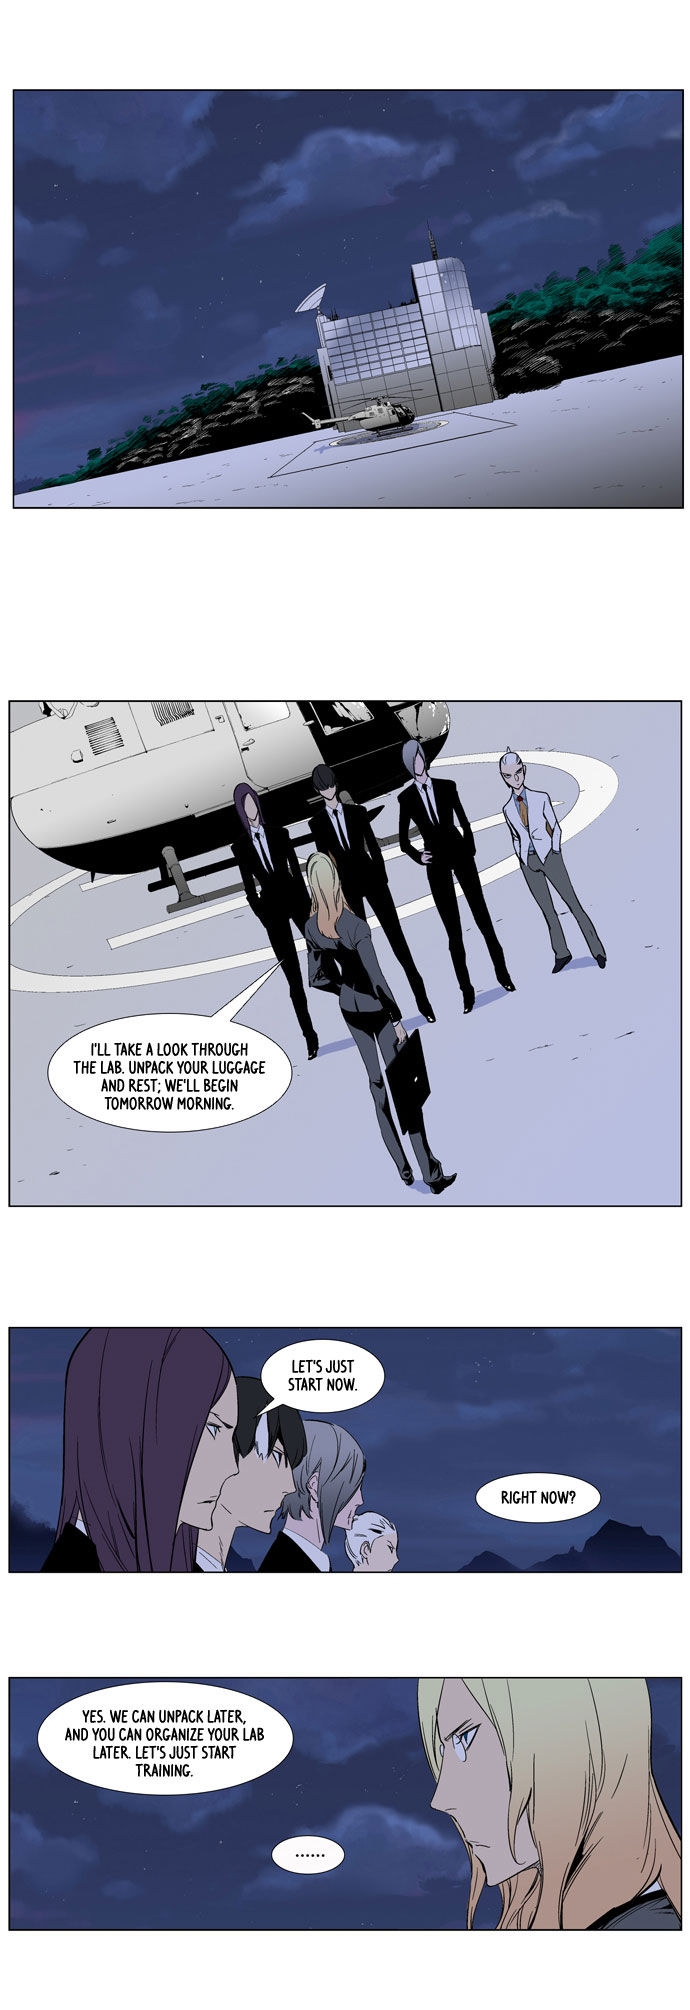 I'LL TAKE A LOOK THROUGH
THE LAB. UNPACK YOUR LUGGAGE
AND REST; WE'LL BEGIN
TOMORROW MORNING.
LET'S JUST
START NOW.
RIGHT NOW?
YES. WE CAN UNPACK LATER,
AND YOU CAN ORGANIZE YOUR LAB
LATER. LET'S JUST START
TRAINING.
......